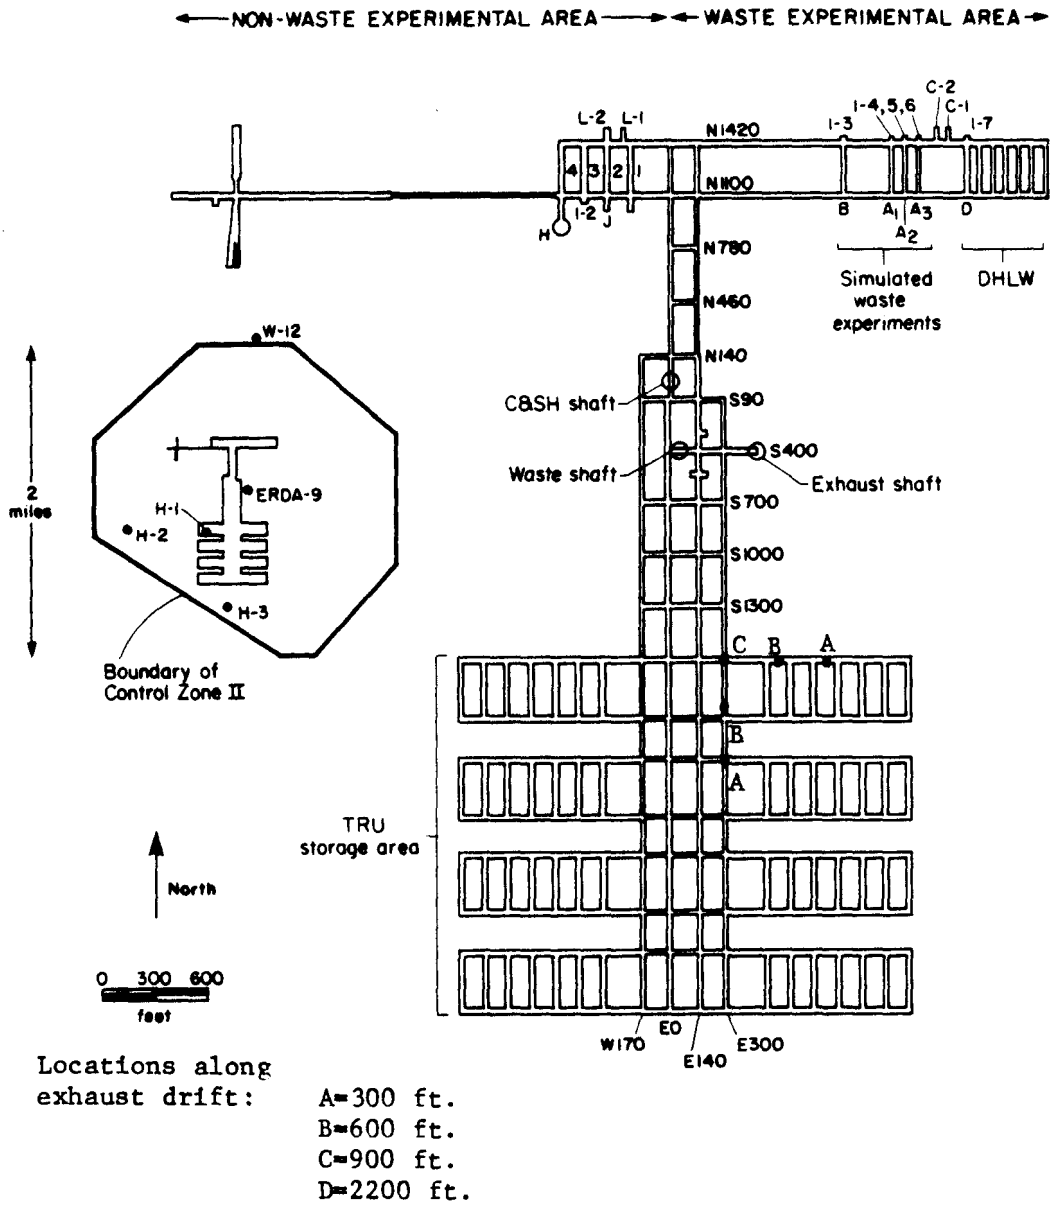 NON-WASTE EXPERIMENTAL AREA
WASTE EXPERIMENTAL AREA
C-2
I-4,5,6
C-1
L-2
L-1
N1420
I-3
I-7
4
3
2
1
N1100
I-2
J
H
B
A1
A2
A3
D
N780
Simulated
waste
experiments
DHLW
N460
W-12
N140
C&SH shaft
S90
S400
Waste shaft
Exhaust shaft
2
miles
ERDA-9
H-1
H-2
S700
S1000
H-3
S1300
C
B
A
Boundary of
Control Zone II
B
A
TRU
storage area
North
0 300 600
feet
W170
E0
E140
E300
Locations along
exhaust drift:
A=300 ft.
B=600 ft.
C=900 ft.
D=2200 ft.